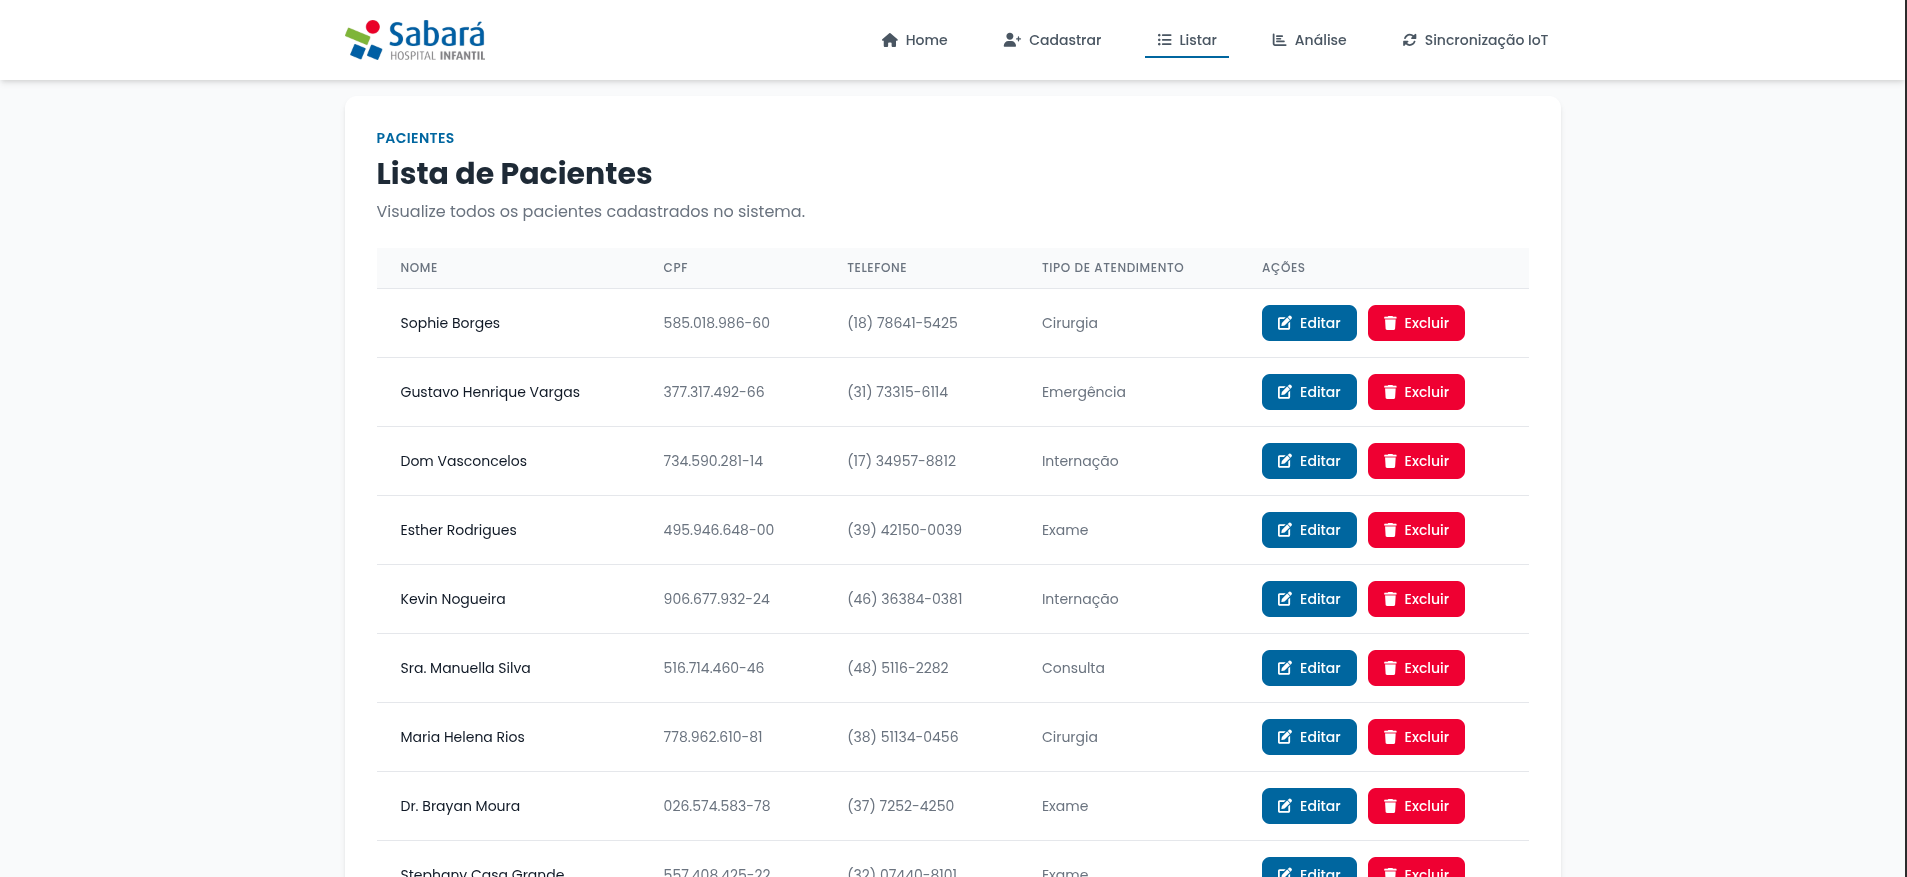 Sabará
HOSPITAL INFANTIL
Home Cadastrar Listar Análise Sincronização IoT
PACIENTES
Lista de Pacientes
Visualize todos os pacientes cadastrados no sistema.
NOME CPF TELEFONE TIPO DE ATENDIMENTO AÇÕES
Sophie Borges 585.018.986-60 (18) 78641-5425 Cirurgia Editar Excluir
Gustavo Henrique Vargas 377.317.492-66 (31) 73315-6114 Emergência Editar Excluir
Dom Vasconcelos 734.590.281-14 (17) 34957-8812 Internação Editar Excluir
Esther Rodrigues 495.946.648-00 (39) 42150-0039 Exame Editar Excluir
Kevin Nogueira 906.677.932-24 (46) 36384-0381 Internação Editar Excluir
Sra. Manuella Silva 516.714.460-46 (48) 5116-2282 Consulta Editar Excluir
Maria Helena Rios 778.962.610-81 (38) 51134-0456 Cirurgia Editar Excluir
Dr. Brayan Moura 026.574.583-78 (37) 7252-4250 Exame Editar Excluir
Stephany Casa Grande 557.408.425-22 (32) 07440-8101 Exame Editar Excluir